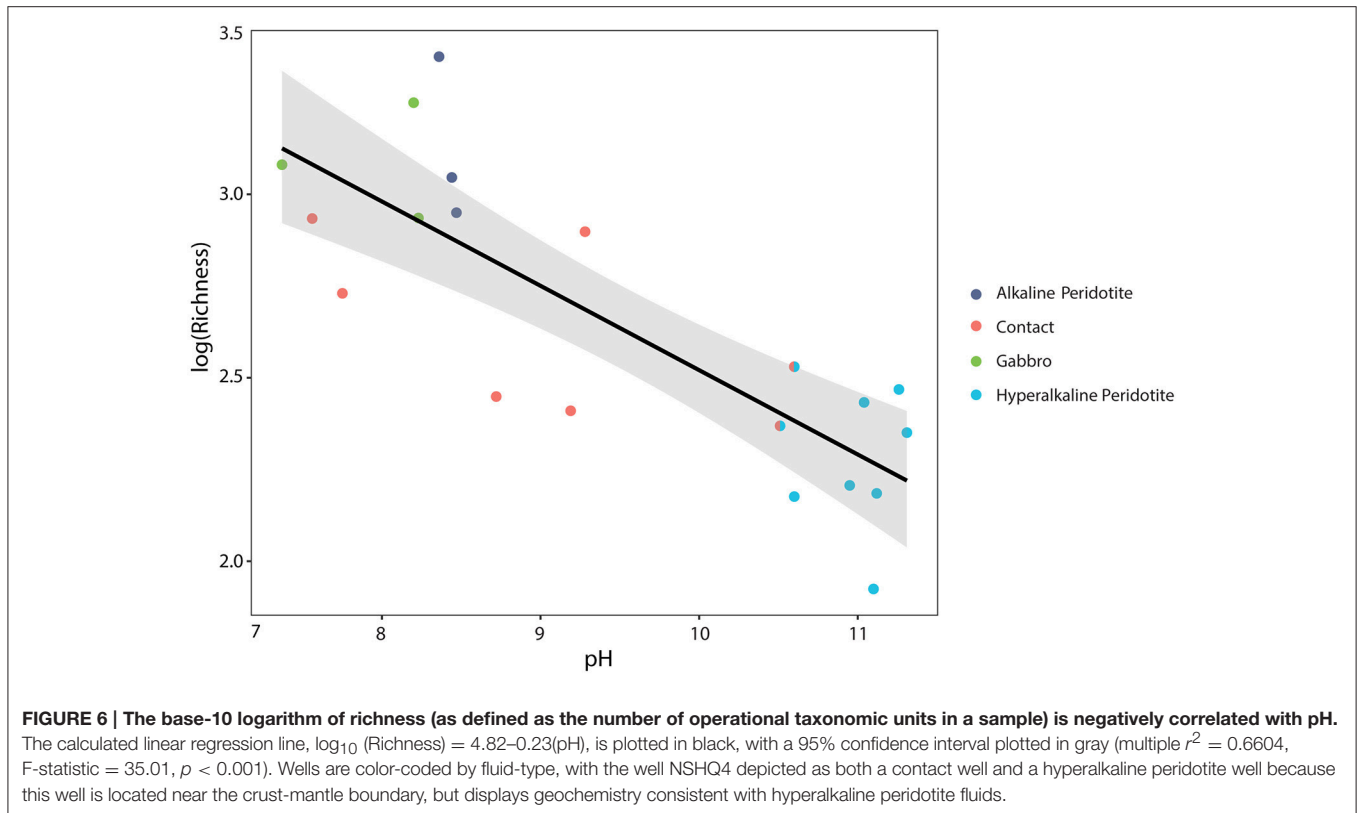 3.5
3.0
2.5
2.0
log(Richness)
7
8
9
10
11
pH
Alkaline Peridotite
Contact
Gabbro
Hyperalkaline Peridotite
FIGURE 6 | The base-10 logarithm of richness (as defined as the number of operational taxonomic units in a sample) is negatively correlated with pH.
The calculated linear regression line, log₁₀ (Richness) = 4.82–0.23(pH), is plotted in black, with a 95% confidence interval plotted in gray (multiple r² = 0.6604,
F-statistic = 35.01, p < 0.001). Wells are color-coded by fluid-type, with the well NSHQ4 depicted as both a contact well and a hyperalkaline peridotite well because
this well is located near the crust-mantle boundary, but displays geochemistry consistent with hyperalkaline peridotite fluids.